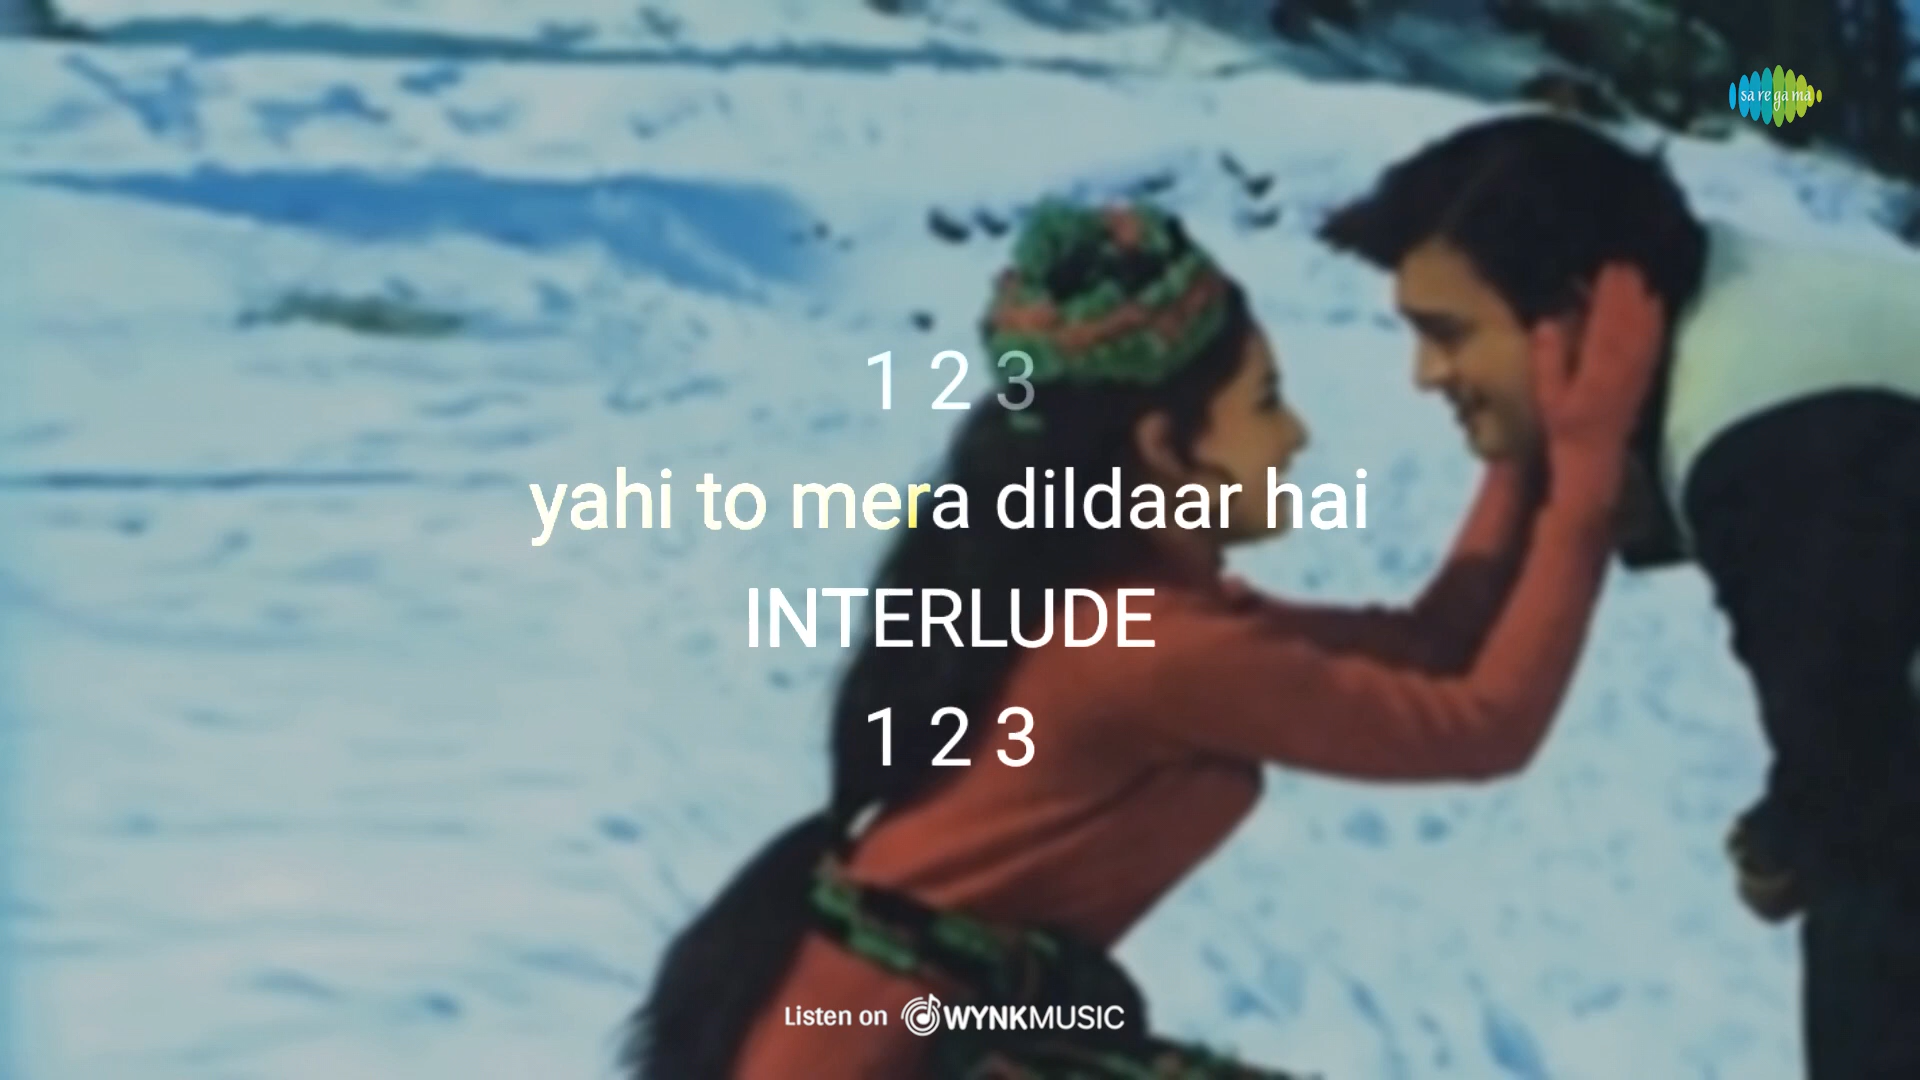 sa re ga ma
1 2 3
yahi to mera dildaar hai
INTERLUDE
1 2 3
Listen on WYNKMUSIC